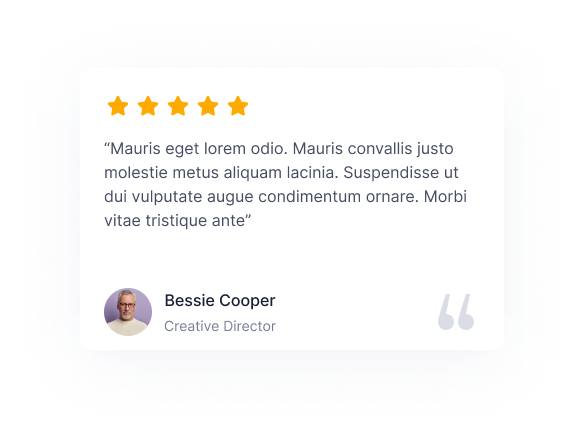 “Mauris eget lorem odio. Mauris convallis justo
molestie metus aliquam lacinia. Suspendisse ut
dui vulputate augue condimentum ornare. Morbi
vitae tristique ante”
Bessie Cooper
Creative Director
“